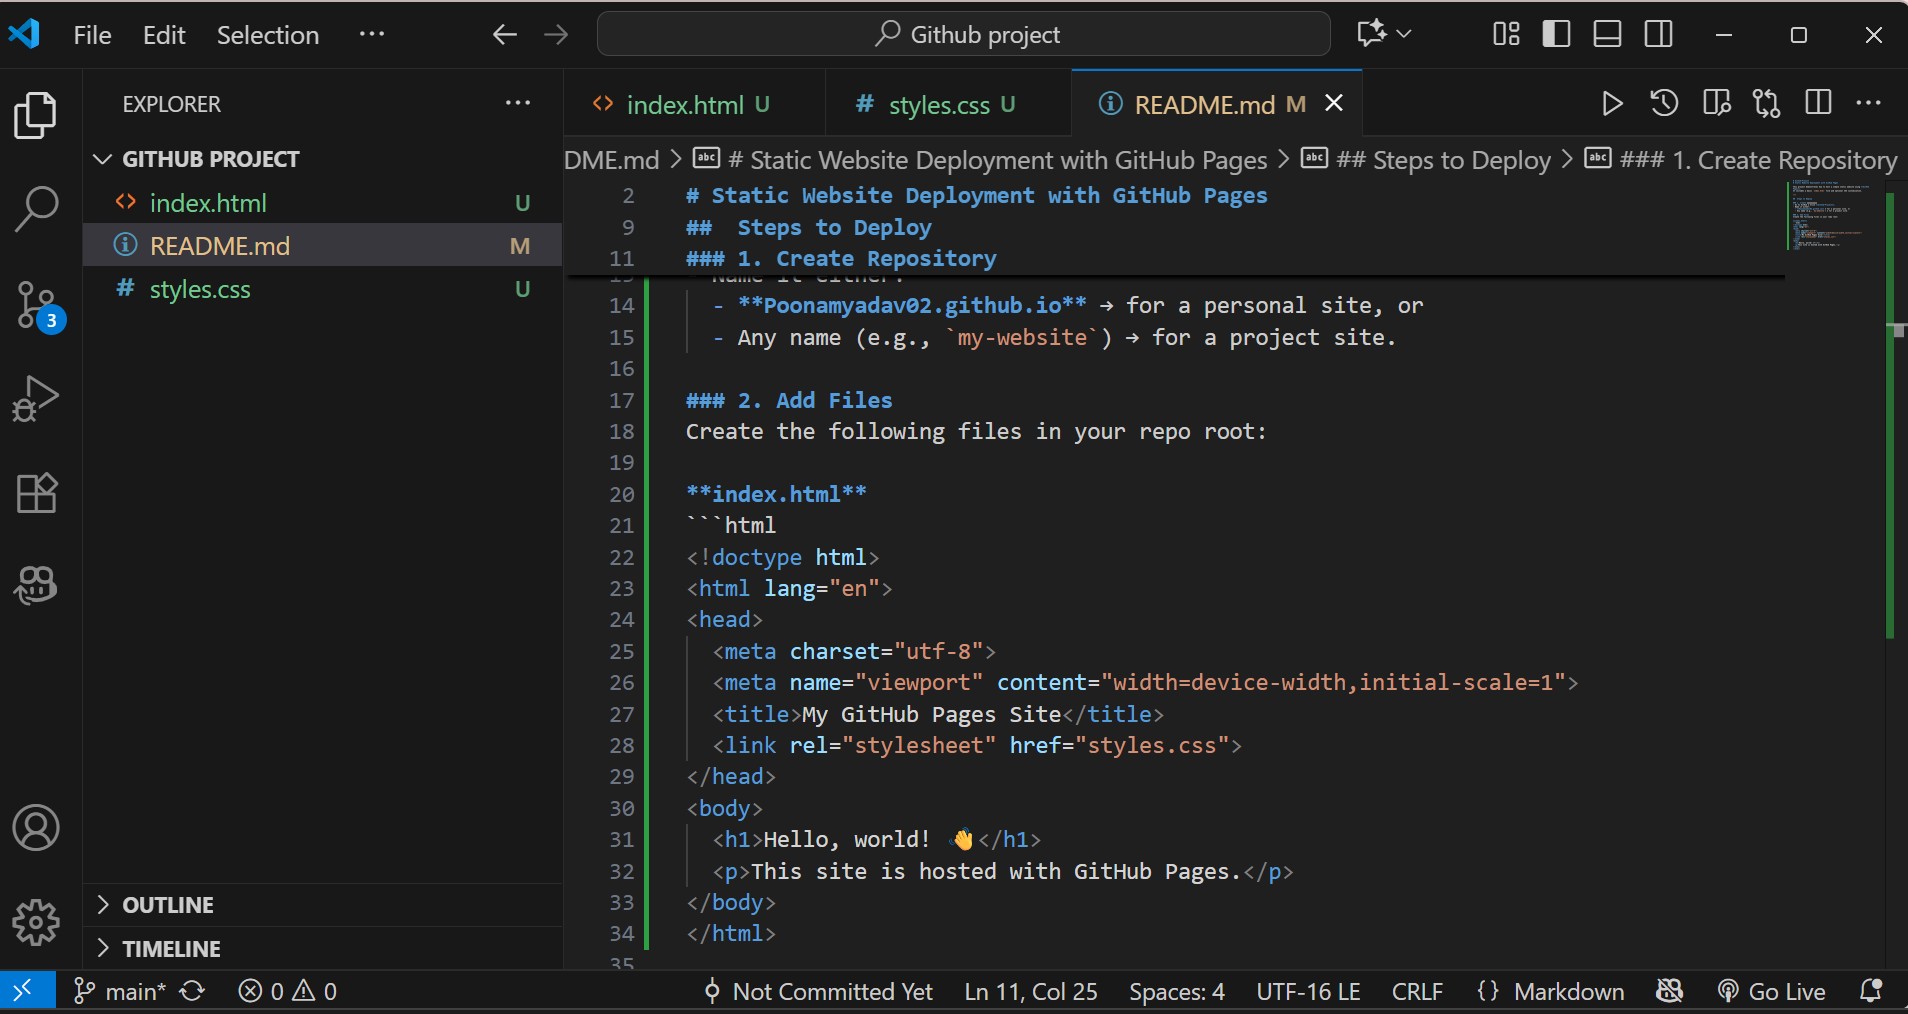 File Edit Selection ··· Github project
EXPLORER ···
GITHUB PROJECT
<> index.html U
README.md M
# styles.css U
3
OUTLINE
TIMELINE
<> index.html U # styles.css U README.md M
DME.md > # Static Website Deployment with GitHub Pages > ## Steps to Deploy > ### 1. Create Repository
2 # Static Website Deployment with GitHub Pages
9 ##  Steps to Deploy
11 ### 1. Create Repository
13 - Name it either:
14 - **Poonamyadav02.github.io** → for a personal site, or
15 - Any name (e.g., `my-website`) → for a project site.
16
17 ### 2. Add Files
18 Create the following files in your repo root:
19
20 **index.html**
21 ```html
22 <!doctype html>
23 <html lang="en">
24 <head>
25 <meta charset="utf-8">
26 <meta name="viewport" content="width=device-width,initial-scale=1">
27 <title>My GitHub Pages Site</title>
28 <link rel="stylesheet" href="styles.css">
29 </head>
30 <body>
31 <h1>Hello, world! 👋</h1>
32 <p>This site is hosted with GitHub Pages.</p>
33 </body>
34 </html>
35
main* 0 0 Not Committed Yet Ln 11, Col 25 Spaces: 4 UTF-16 LE CRLF {} Markdown Go Live